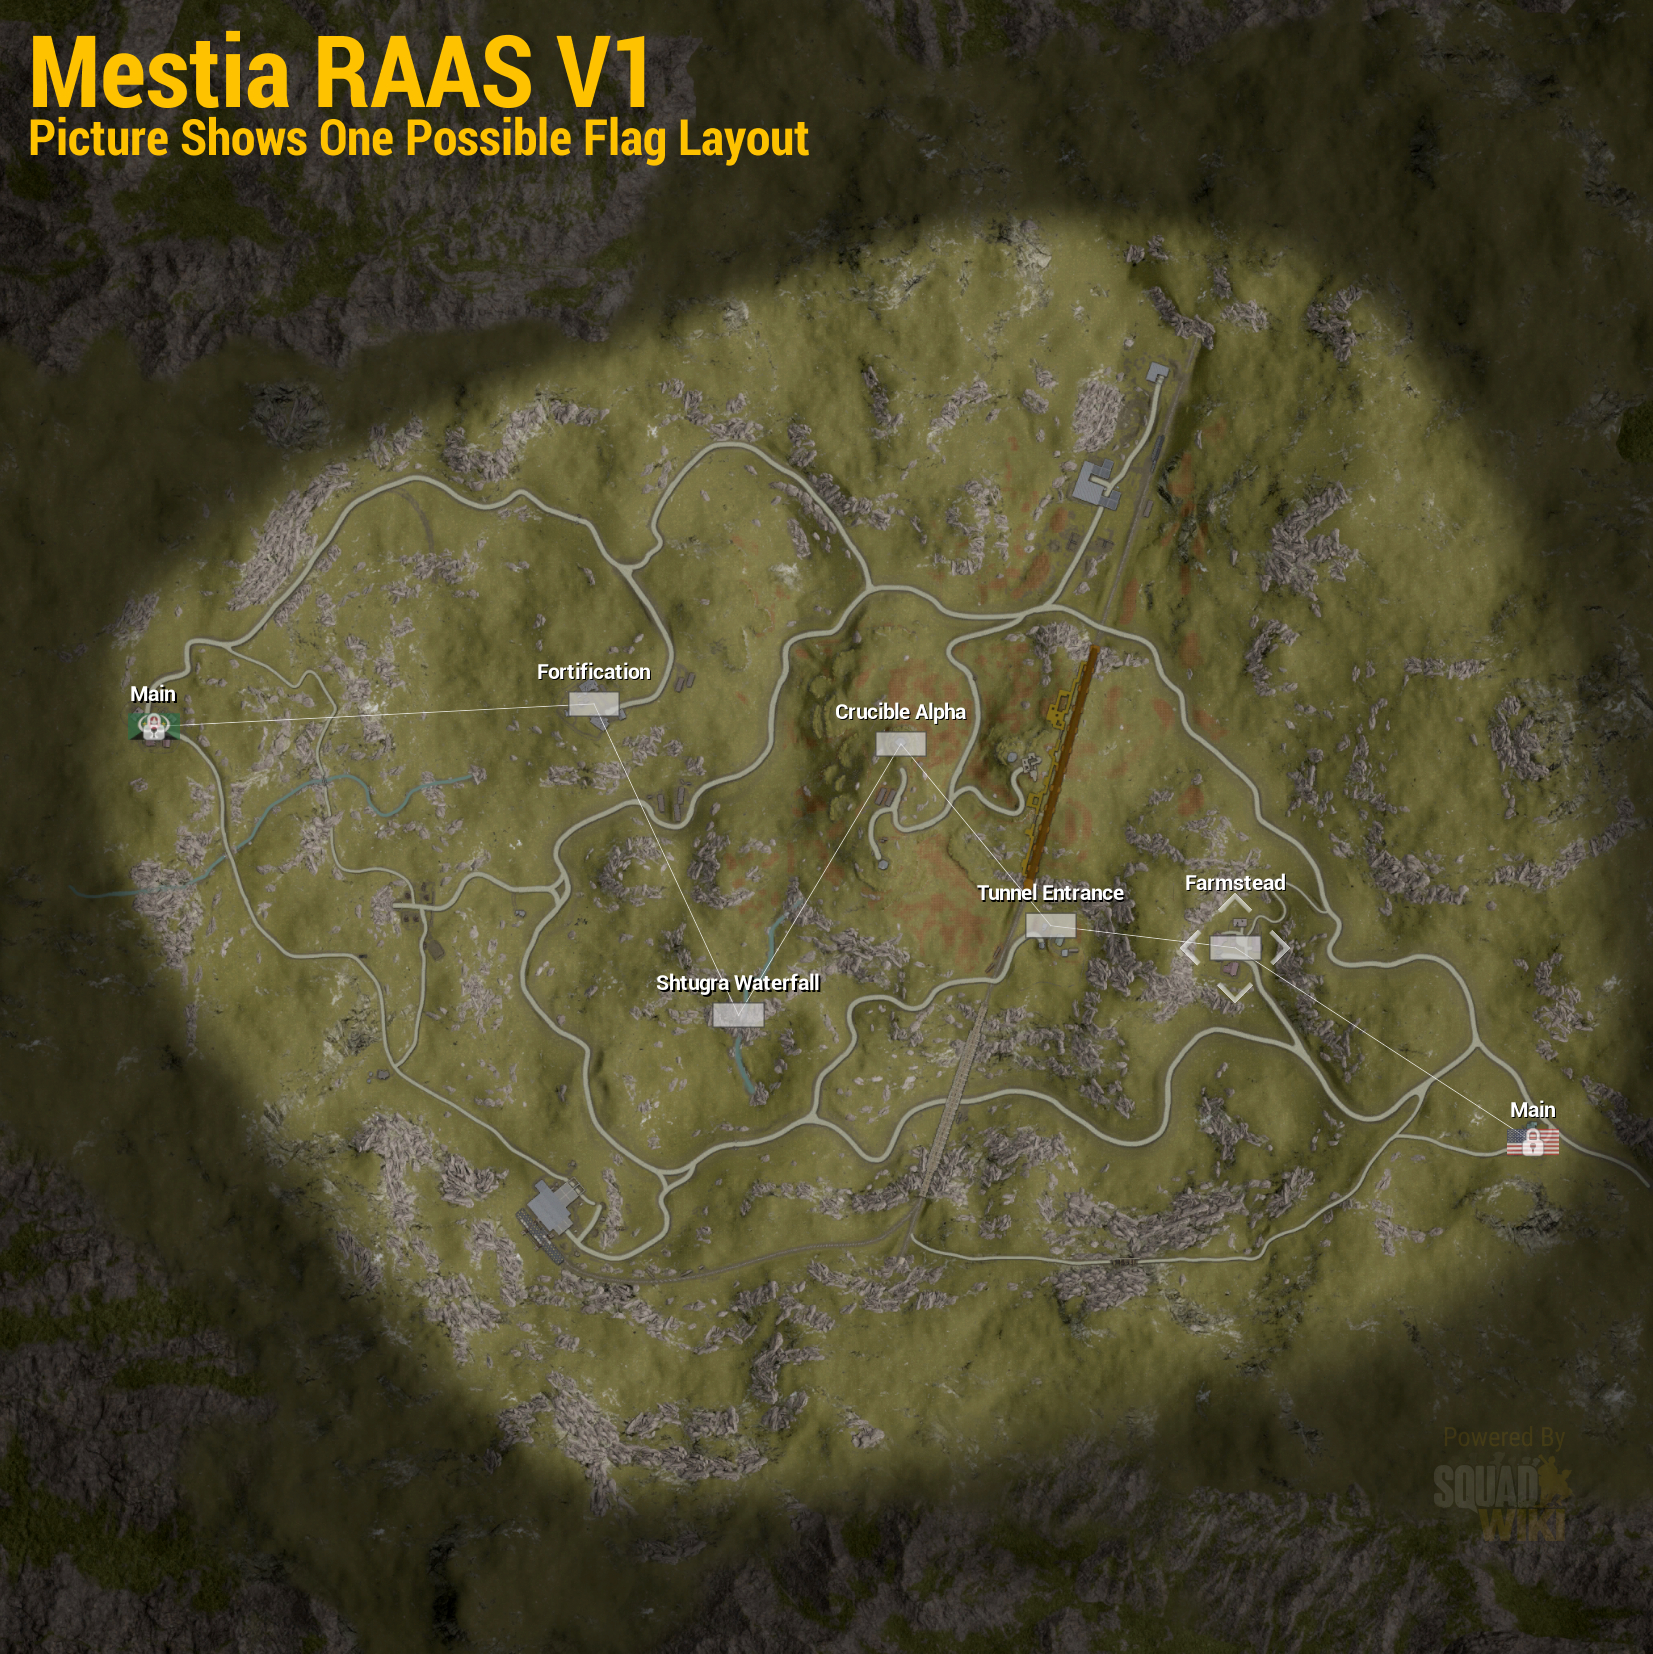 Mestia RAAS V1
Picture Shows One Possible Flag Layout
Fortification
Main
Crucible Alpha
Farmstead
Tunnel Entrance
Shtugra Waterfall
Main
Powered By
SQUAD
WIKI